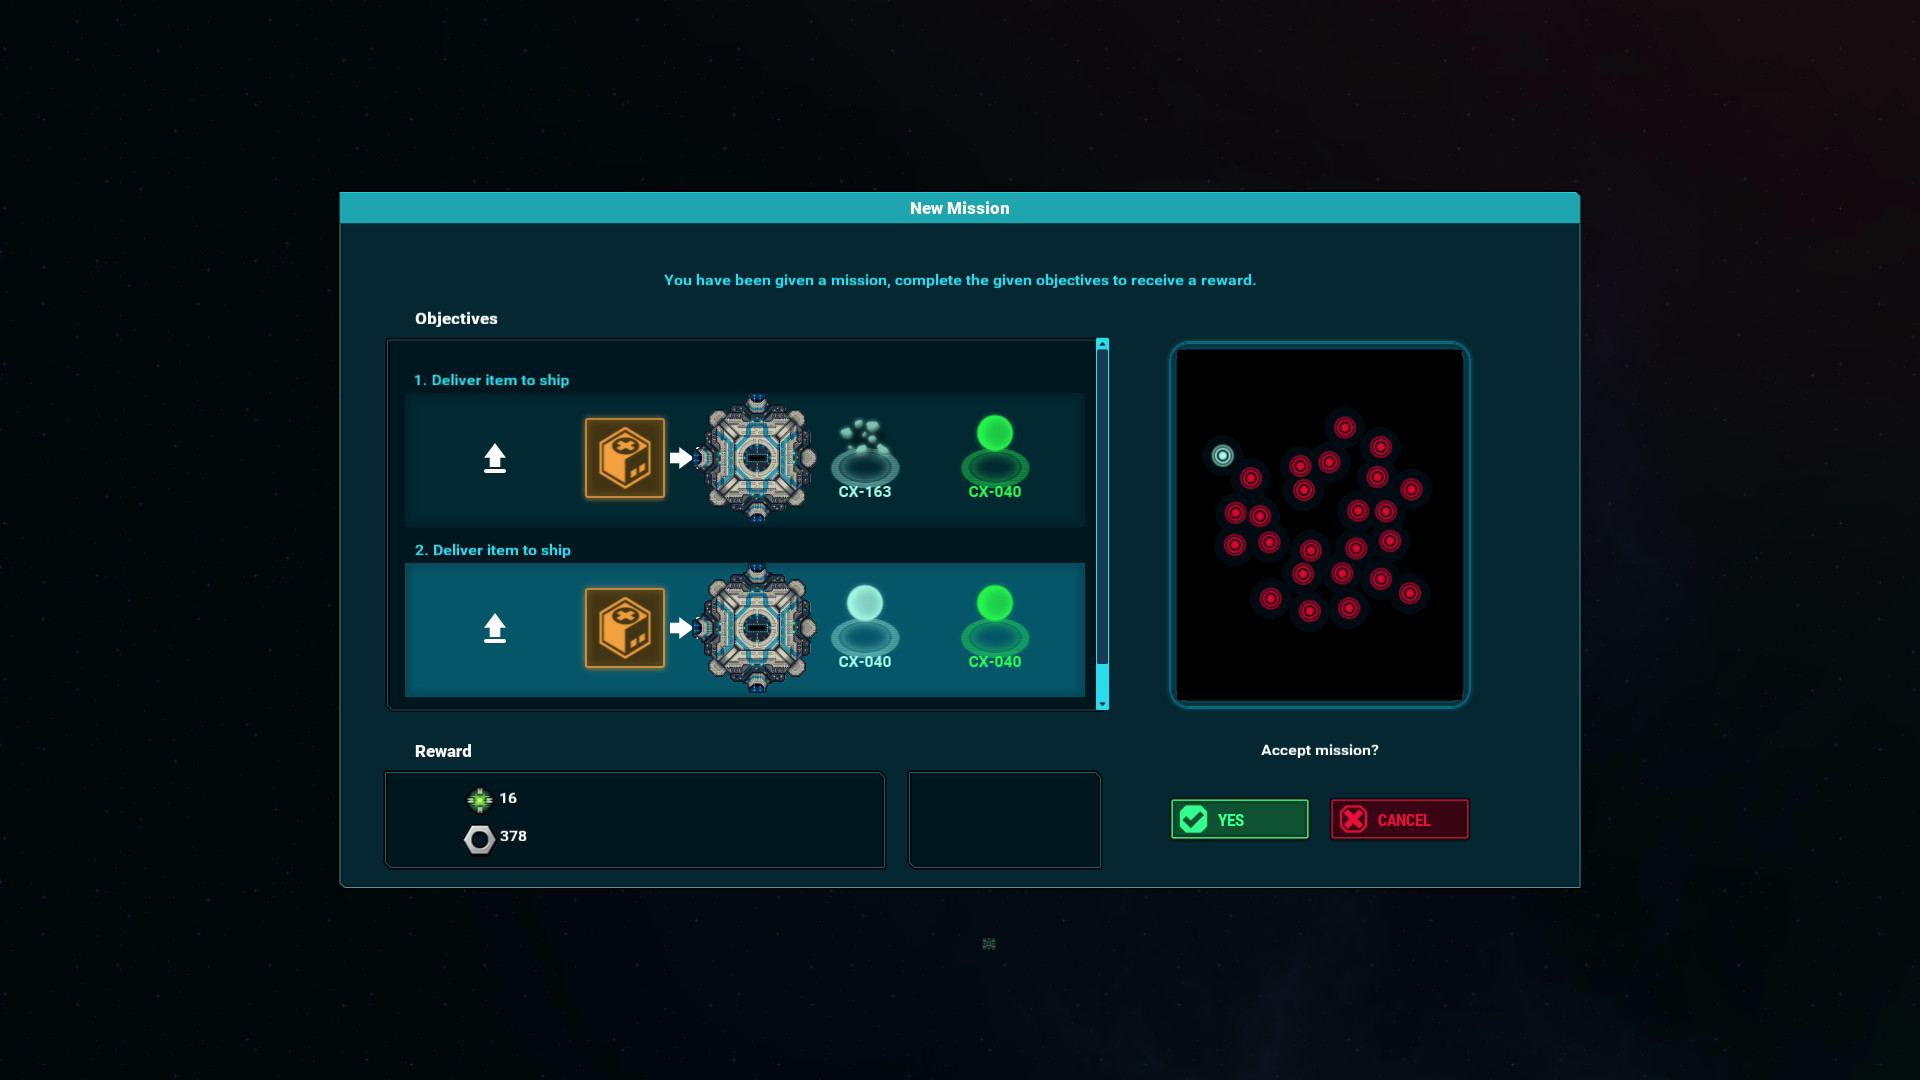 New Mission
You have been given a mission, complete the given objectives to receive a reward.
Objectives
1. Deliver item to ship
CX-163
CX-040
2. Deliver item to ship
CX-040
CX-040
Reward
16
378
Accept mission?
YES
CANCEL